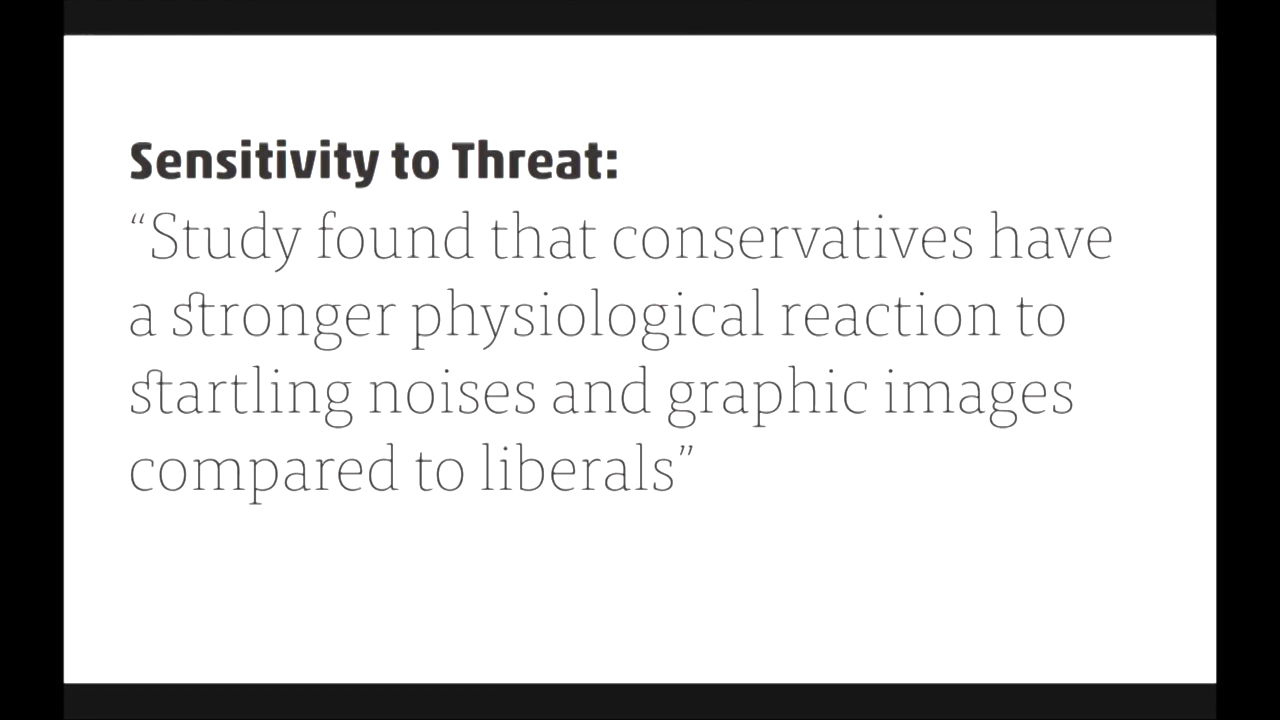 Sensitivity to Threat:
“Study found that conservatives have
a stronger physiological reaction to
startling noises and graphic images
compared to liberals”